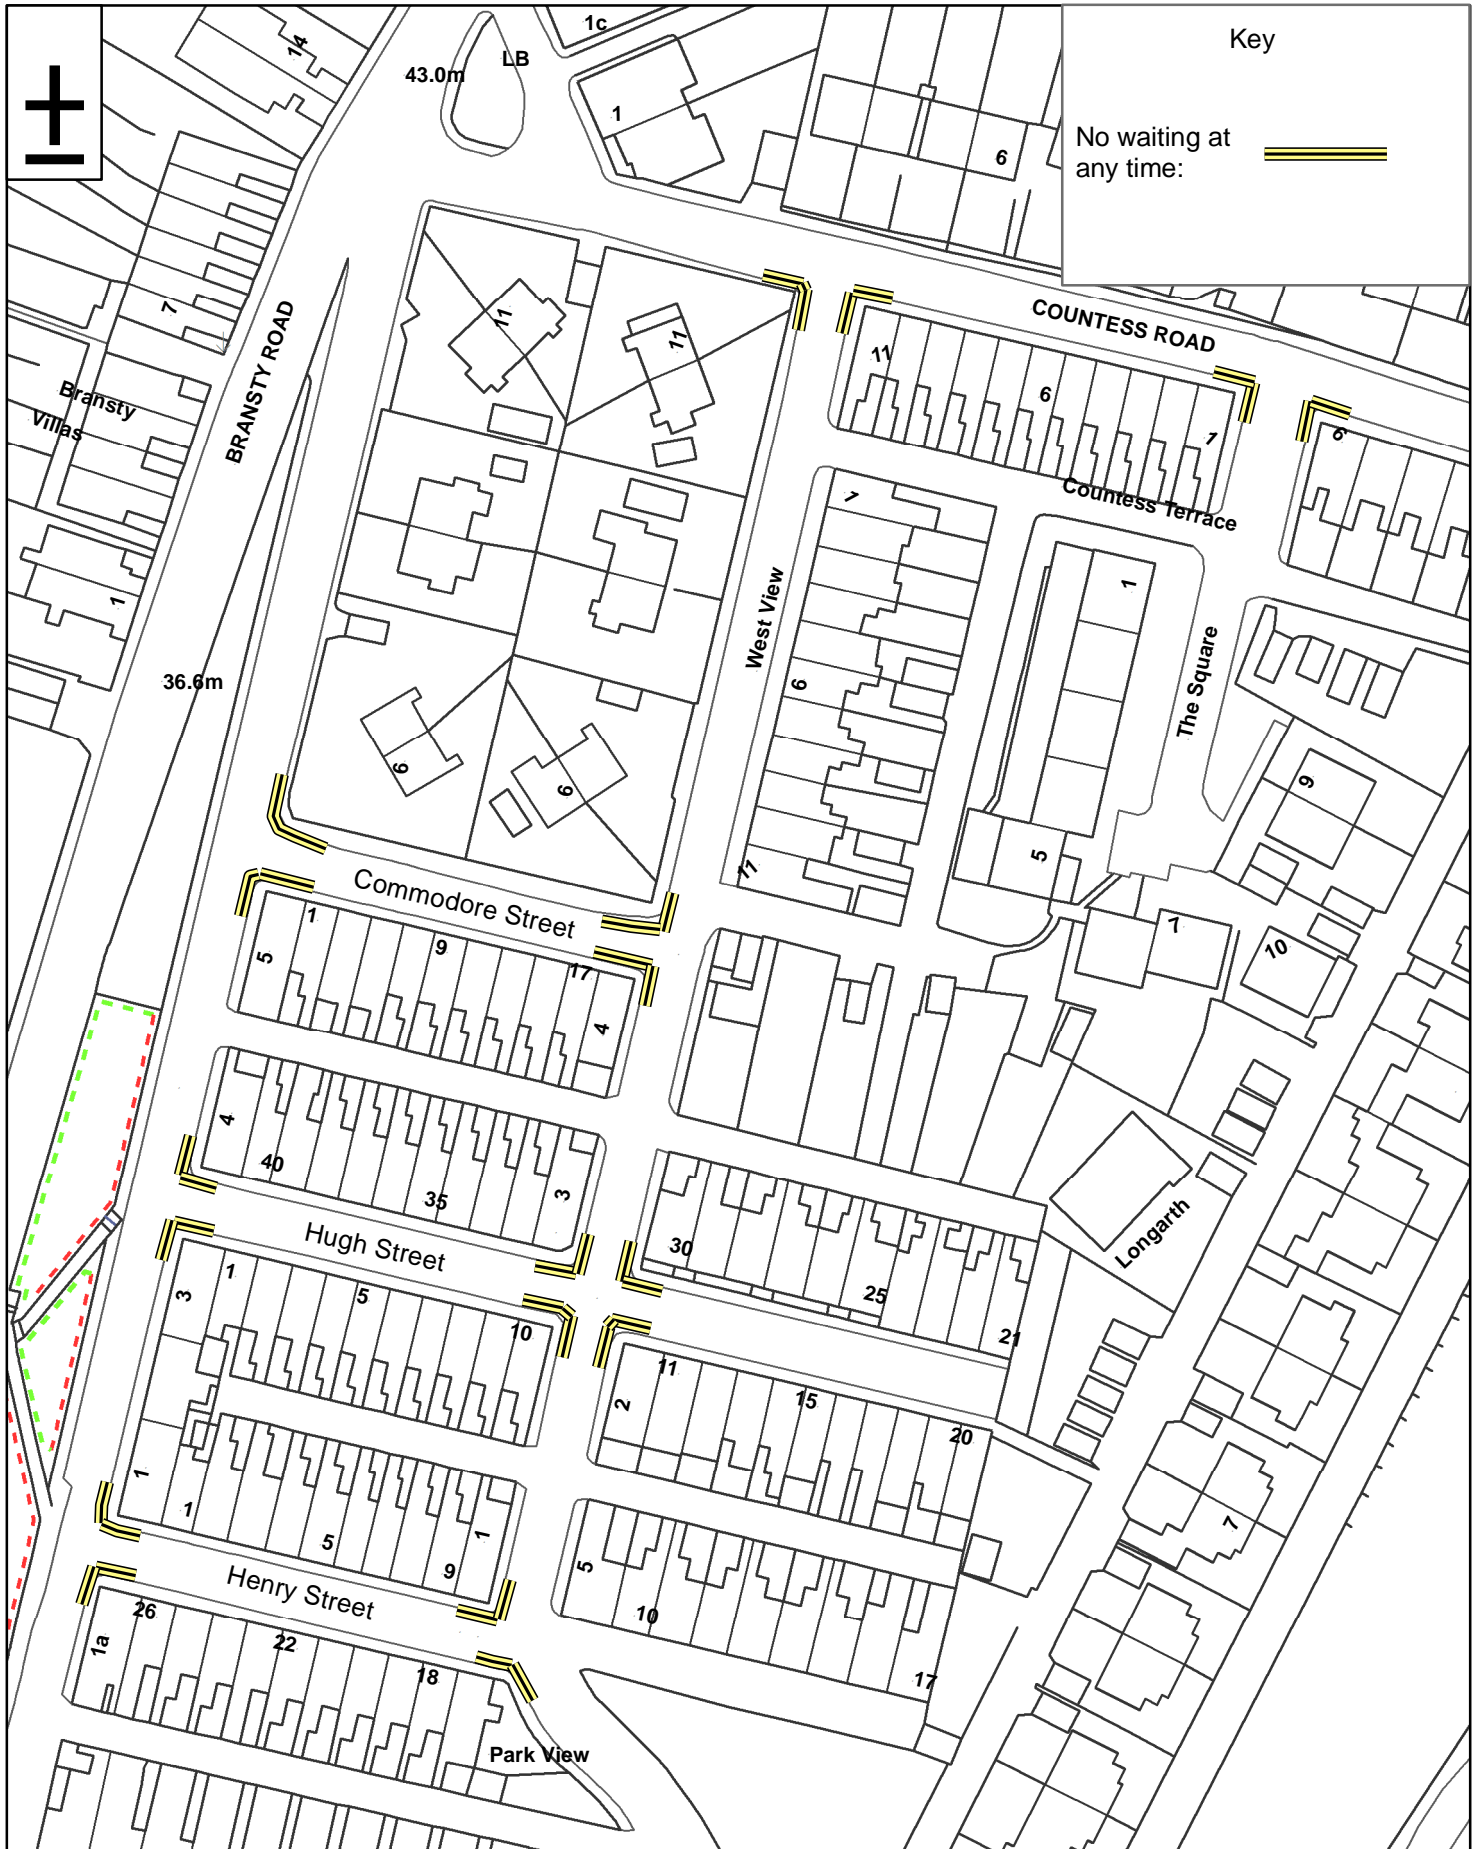 Key
No waiting at
any time:
1c
14
LB
43.0m
1
6
COUNTESS ROAD
7
11
11
11
6
1
6
BRANSTY ROAD
Bransty
Villas
Countess Terrace
1
1
1
West View
The Square
36.6m
6
6
6
9
11
5
Commodore Street
1
9
17
5
4
7
10
4
40
35
3
Hugh Street
30
25
21
Longarth
1
5
10
3
11
15
20
2
1
1
5
9
1
5
10
17
7
Henry Street
26
22
18
1a
Park View